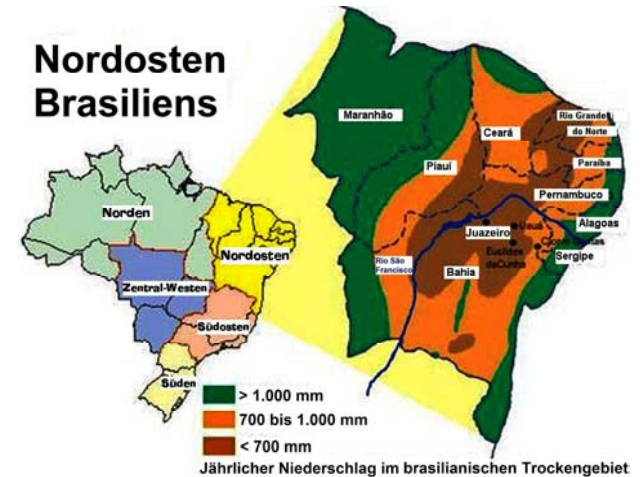 Nordosten
Brasiliens
Maranhão
Ceará
Rio Grande
do Norte
Paraíba
Piauí
Pernambuco
Alagoas
Uauá
Juazeiro
Sergipe
Euclides
da Cunha
Rio São
Francisco
Bahia
Norden
Nordosten
Zentral-Westen
Südosten
Süden
> 1.000 mm
700 bis 1.000 mm
< 700 mm
Jährlicher Niederschlag im brasilianischen Trockengebiet